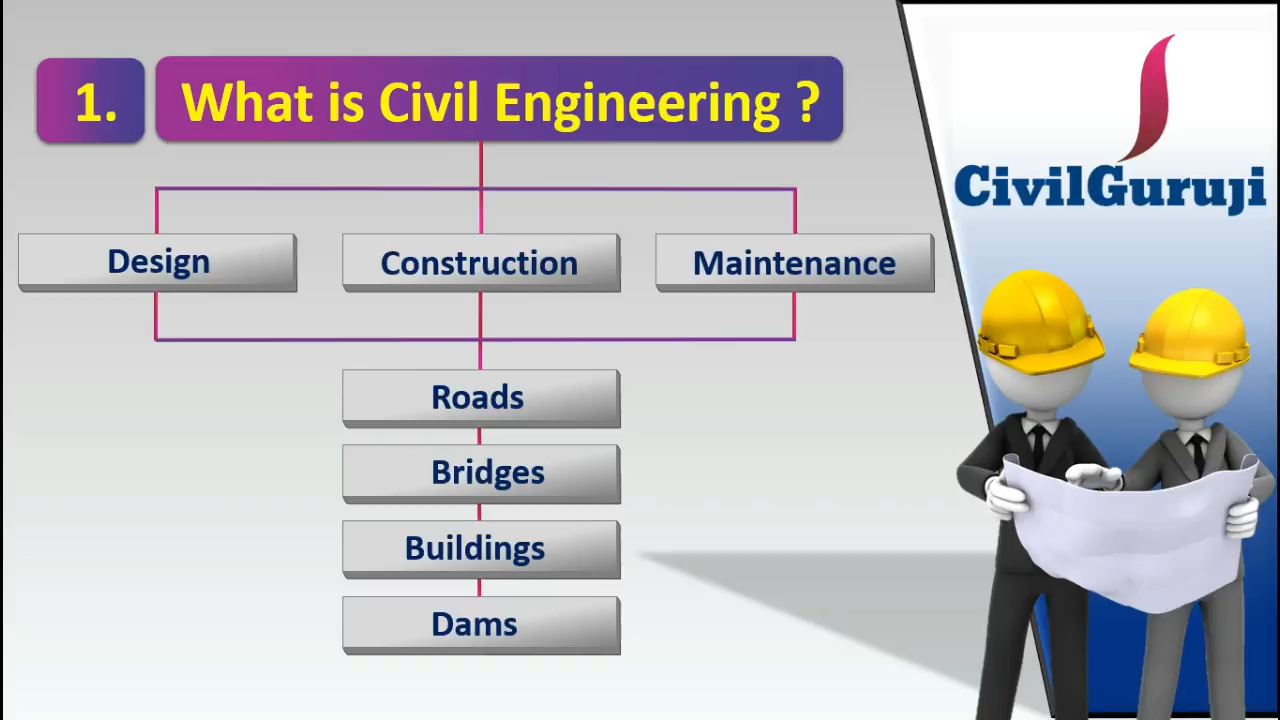 1. What is Civil Engineering ?
CivilGuruji
Design Construction Maintenance
Roads
Bridges
Buildings
Dams